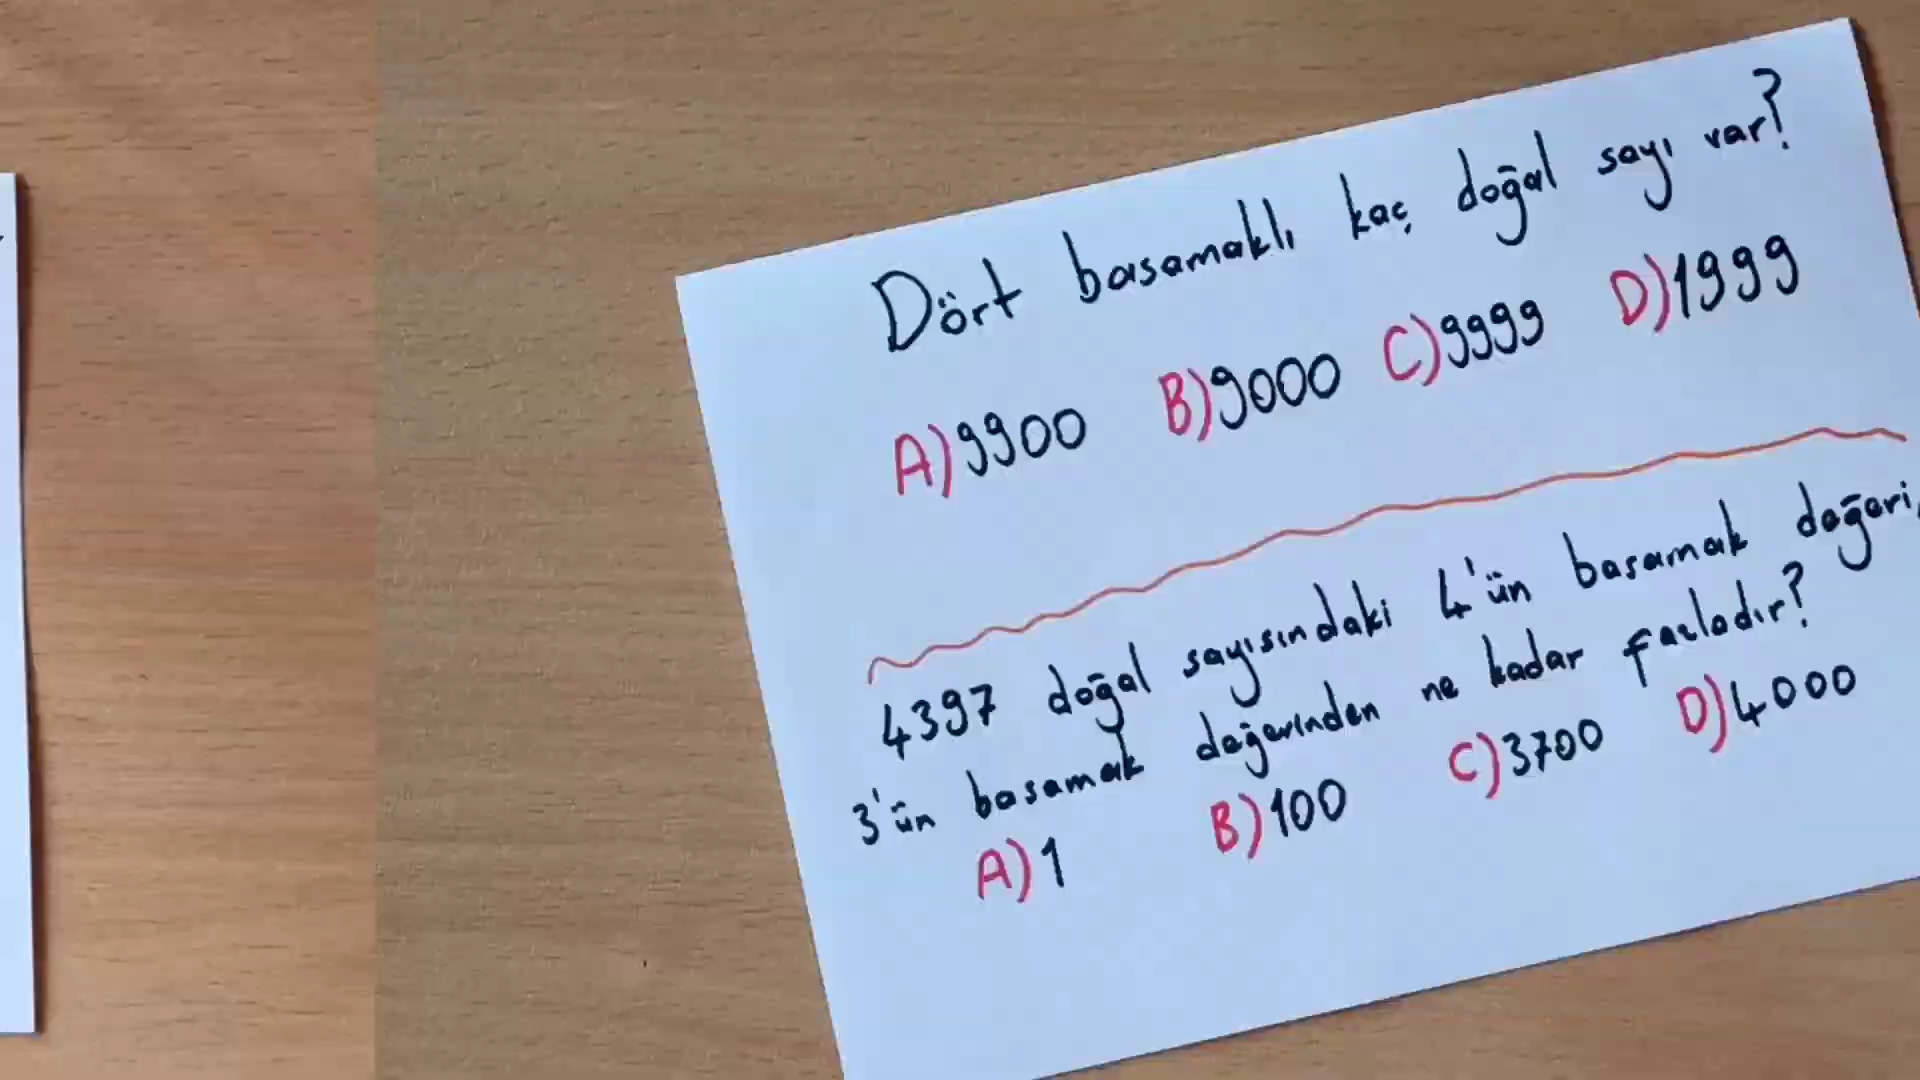 Dört basamaklı kaç doğal sayı var?
A)9900 B)9000 C)9999 D)1999
4397 doğal sayısındaki 4'ün basamak değeri,
3'ün basamak değerinden ne kadar fazladır?
A)1 B)100 C)3700 D)4000